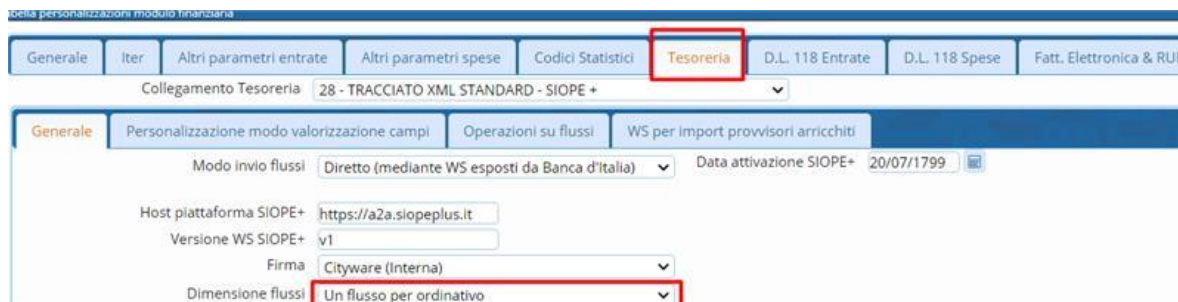 abella personalizzazioni modulo finanziaria
Generale Iter Altri parametri entrate Altri parametri spese Codici Statistici Tesoreria D.L. 118 Entrate D.L. 118 Spese Fatt. Elettronica & RU
Collegamento Tesoreria 28 - TRACCIATO XML STANDARD - SIOPE +
Generale Personalizzazione modo valorizzazione campi Operazioni su flussi WS per import provvisori arricchiti
Modo invio flussi Diretto (mediante WS esposti da Banca d'Italia) Data attivazione SIOPE+ 20/07/1799
Host piattaforma SIOPE+ https://a2a.siopeplus.it
Versione WS SIOPE+ v1
Firma Cityware (Interna)
Dimensione flussi Un flusso per ordinativo